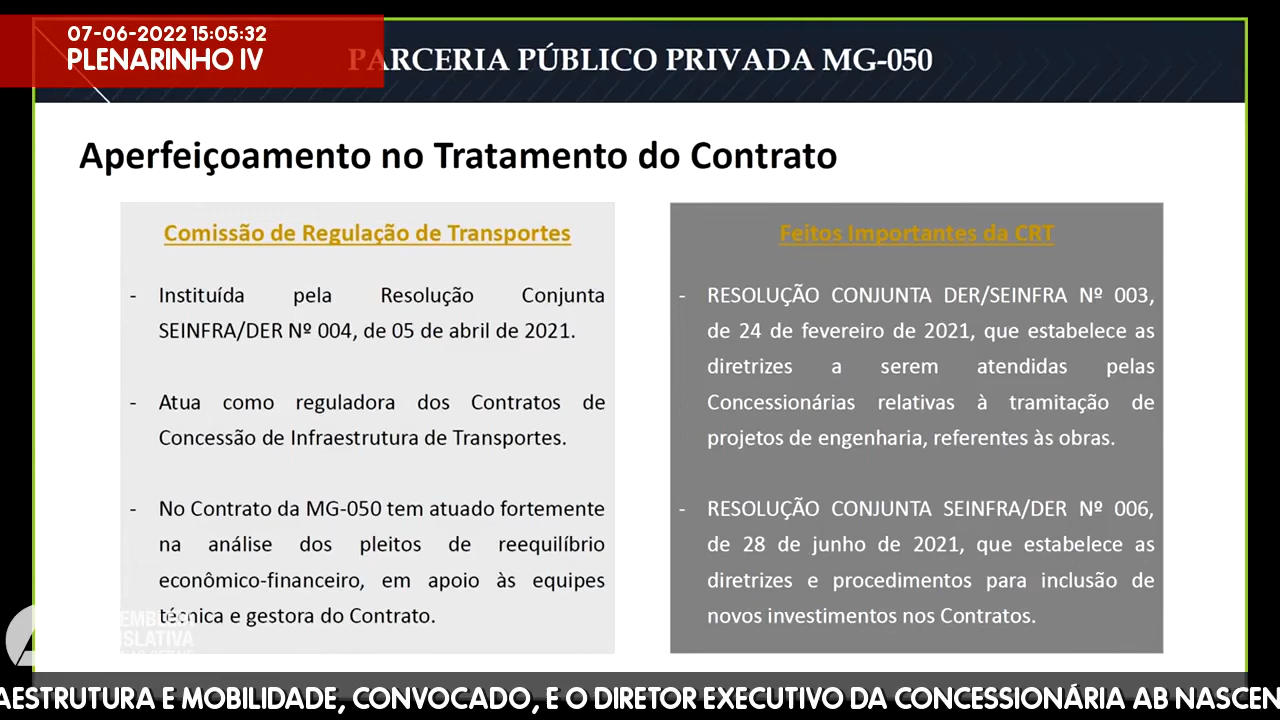 07-06-2022 15:05:32
PLENARINHO IV
PARCERIA PÚBLICO PRIVADA MG-050
Aperfeiçoamento no Tratamento do Contrato
Comissão de Regulação de Transportes
- Instituída pela Resolução Conjunta
SEINFRA/DER Nº 004, de 05 de abril de 2021.
- Atua como reguladora dos Contratos de
Concessão de Infraestrutura de Transportes.
- No Contrato da MG-050 tem atuado fortemente
na análise dos pleitos de reequilíbrio
econômico-financeiro, em apoio às equipes
técnica e gestora do Contrato.
Feitos Importantes da CRT
- RESOLUÇÃO CONJUNTA DER/SEINFRA Nº 003,
de 24 de fevereiro de 2021, que estabelece as
diretrizes a serem atendidas pelas
Concessionárias relativas à tramitação de
projetos de engenharia, referentes às obras.
- RESOLUÇÃO CONJUNTA SEINFRA/DER Nº 006,
de 28 de junho de 2021, que estabelece as
diretrizes e procedimentos para inclusão de
novos investimentos nos Contratos.
AESTRUTURA E MOBILIDADE, CONVOCADO, E O DIRETOR EXECUTIVO DA CONCESSIONÁRIA AB NASCEN